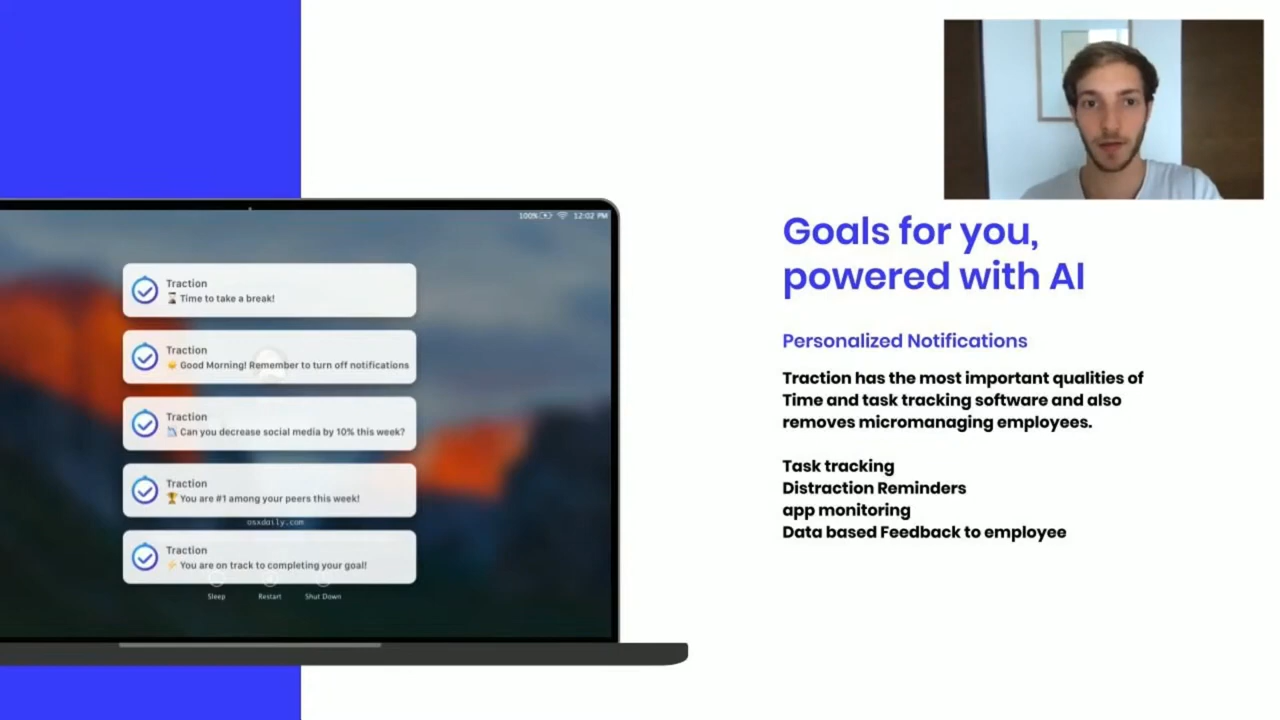 100% 12:02 PM
Traction
⏳ Time to take a break!
Traction
Good Morning! Remember to turn off notifications
Traction
📉 Can you decrease social media by 10% this week?
Traction
🏆 You are #1 among your peers this week!
osxdaily.com
Traction
⚡ You are on track to completing your goal!
Sleep Restart Shut Down
Goals for you,
powered with AI
Personalized Notifications
Traction has the most important qualities of
Time and task tracking software and also
removes micromanaging employees.
Task tracking
Distraction Reminders
app monitoring
Data based Feedback to employee